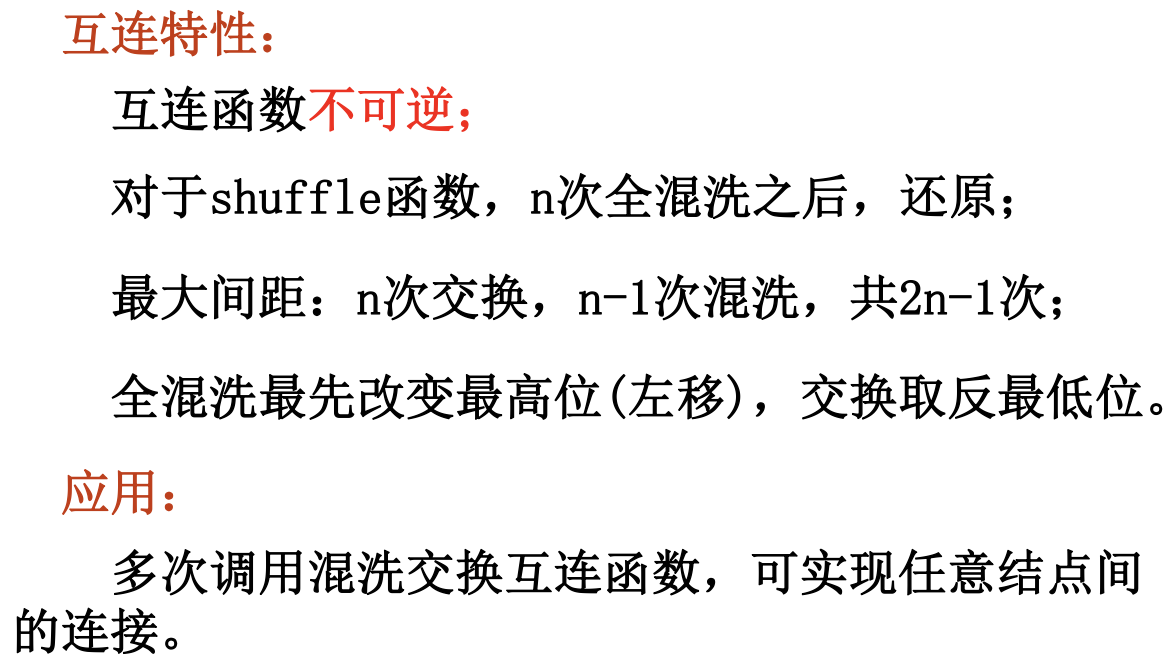 互连特性：
互连函数不可逆；
对于shuffle函数，n次全混洗之后，还原；
最大间距：n次交换，n-1次混洗，共2n-1次；
全混洗最先改变最高位(左移)，交换取反最低位。
应用：
多次调用混洗交换互连函数，可实现任意结点间
的连接。